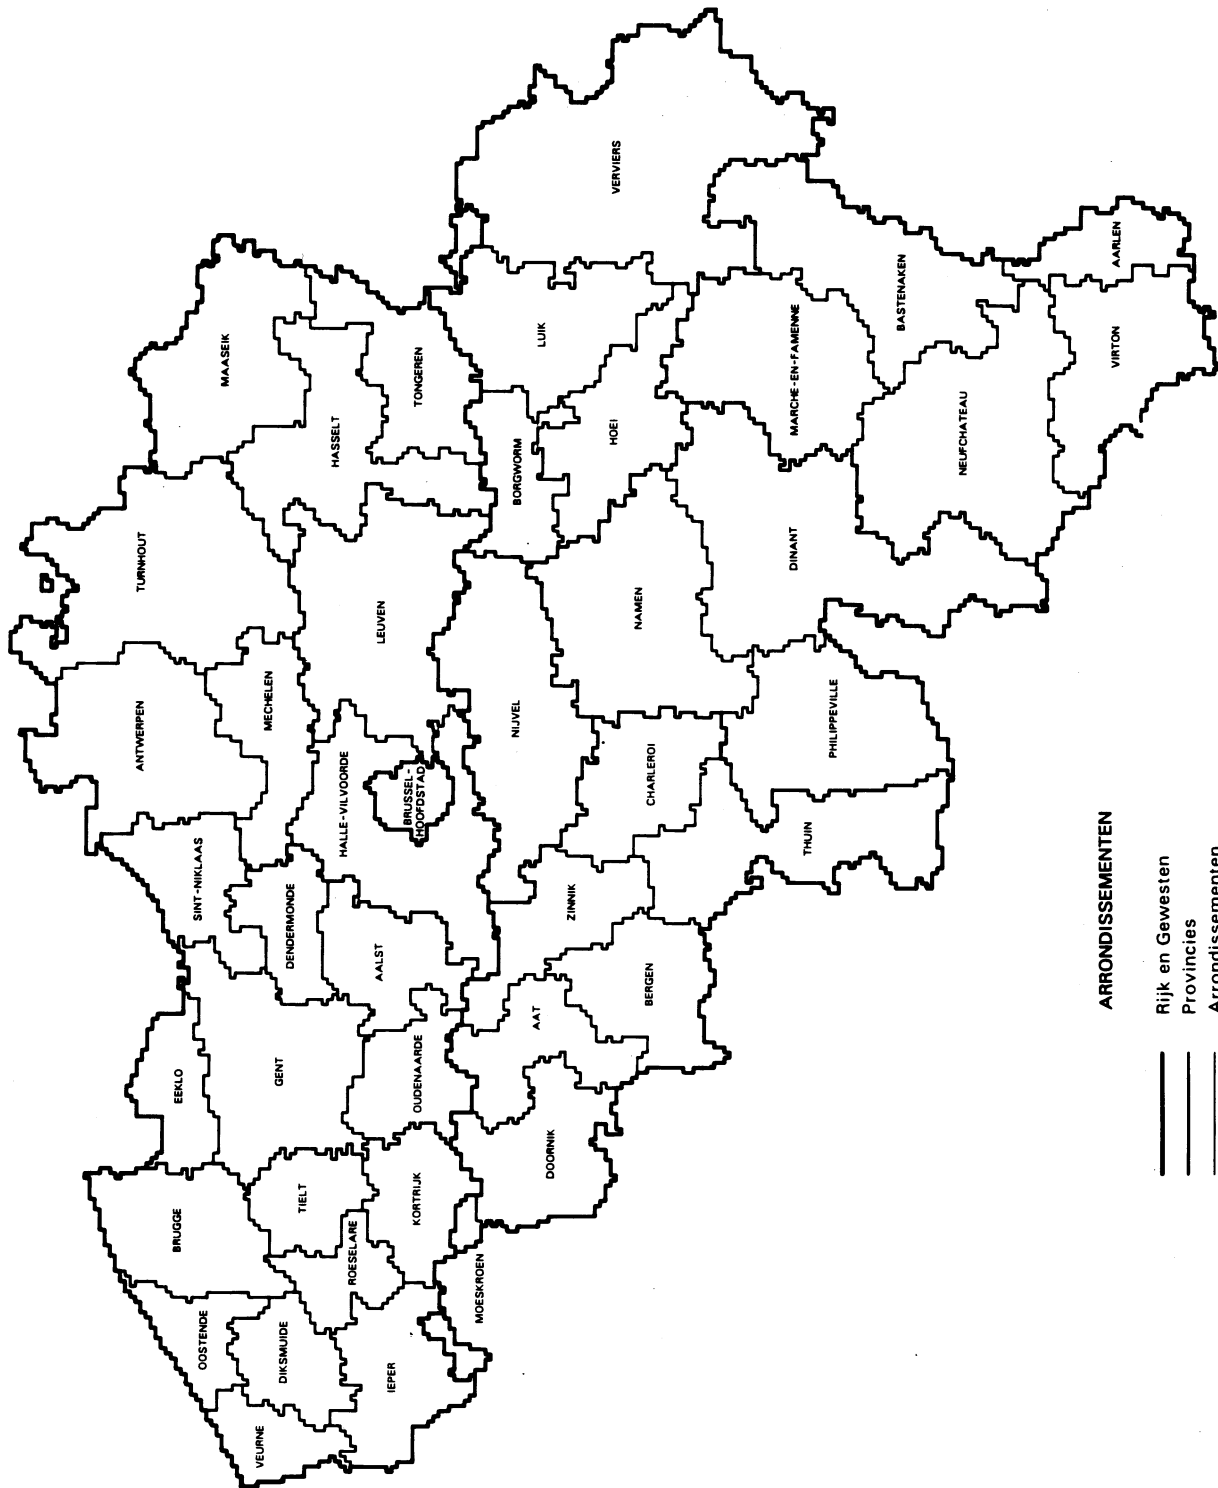 TURNHOUT
ANTWERPEN
MAASEIK
EEKLO
SINT-NIKLAAS
MECHELEN
BRUGGE
OOSTENDE
GENT
DENDERMONDE
HASSELT
VEURNE
DIKSMUIDE
TIELT
HALLE-VILVOORDE
LEUVEN
TONGEREN
ROESELARE
AALST
BRUSSEL-
HOOFDSTAD
IEPER
KORTRIJK
OUDENAARDE
MOESKROEN
NIJVEL
BORGWORM
LUIK
VERVIERS
DOORNIK
AAT
ZINNIK
HOEI
BERGEN
CHARLEROI
NAMEN
MARCHE-EN-FAMENNE
THUIN
PHILIPPEVILLE
DINANT
BASTENAKEN
NEUFCHATEAU
AARLEN
VIRTON
ARRONDISSEMENTEN
Rijk en Gewesten
Provincies
Arrondissementen